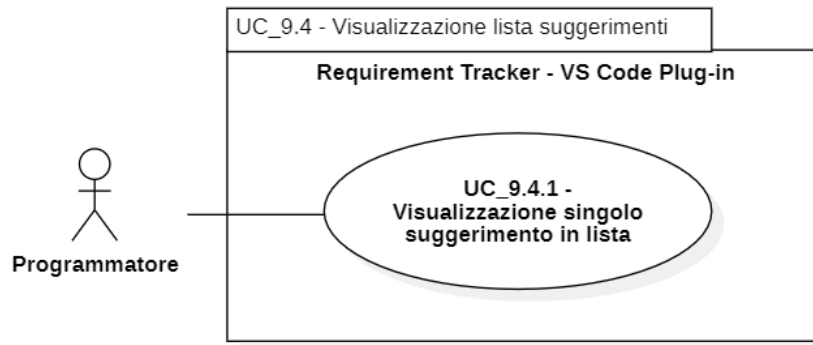 UC_9.4 - Visualizzazione lista suggerimenti
Requirement Tracker - VS Code Plug-in
UC_9.4.1 -
Visualizzazione singolo
suggerimento in lista
Programmatore